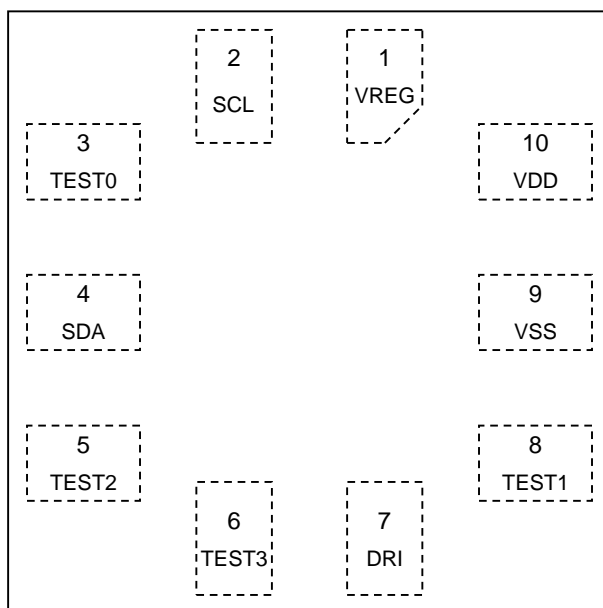 2
SCL
1
VREG
3
TEST0
10
VDD
4
SDA
9
VSS
5
TEST2
8
TEST1
6
TEST3
7
DRI